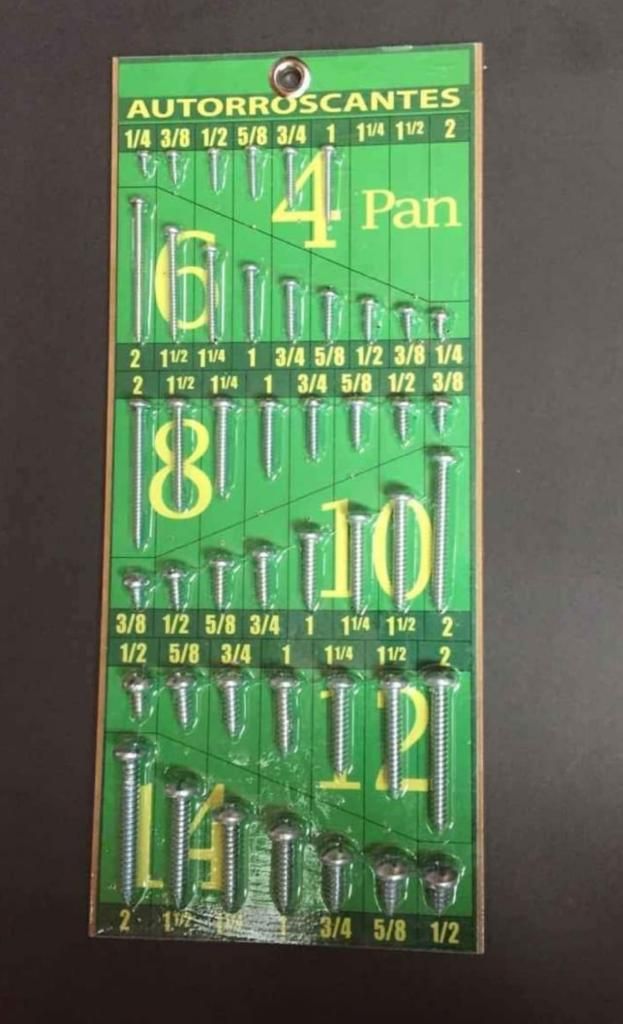 AUTORROSCANTES
1/4 3/8 1/2 5/8 3/4 1 1 1/4 1 1/2 2
4 Pan
6
2 1 1/2 1 1/4 1 3/4 5/8 1/2 3/8 1/4
2 1 1/2 1 1/4 1 3/4 5/8 1/2 3/8
8
10
3/8 1/2 5/8 3/4 1 1 1/4 1 1/2 2
1/2 5/8 3/4 1 1 1/4 1 1/2 2
12
14
2 1 1/2 1 1/4 1 3/4 5/8 1/2